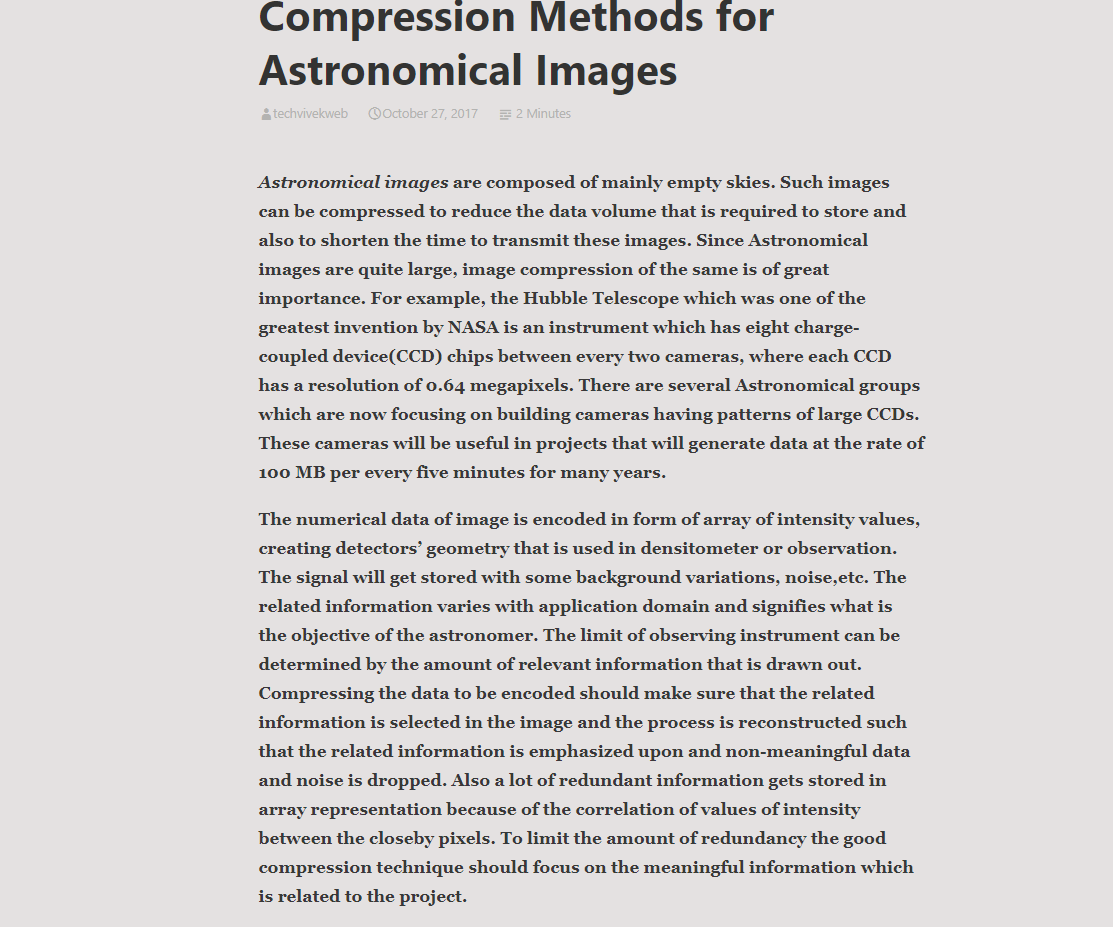 Compression Methods for
Astronomical Images
techvivekweb October 27, 2017 2 Minutes
Astronomical images are composed of mainly empty skies. Such images
can be compressed to reduce the data volume that is required to store and
also to shorten the time to transmit these images. Since Astronomical
images are quite large, image compression of the same is of great
importance. For example, the Hubble Telescope which was one of the
greatest invention by NASA is an instrument which has eight charge-
coupled device(CCD) chips between every two cameras, where each CCD
has a resolution of 0.64 megapixels. There are several Astronomical groups
which are now focusing on building cameras having patterns of large CCDs.
These cameras will be useful in projects that will generate data at the rate of
100 MB per every five minutes for many years.
The numerical data of image is encoded in form of array of intensity values,
creating detectors’ geometry that is used in densitometer or observation.
The signal will get stored with some background variations, noise,etc. The
related information varies with application domain and signifies what is
the objective of the astronomer. The limit of observing instrument can be
determined by the amount of relevant information that is drawn out.
Compressing the data to be encoded should make sure that the related
information is selected in the image and the process is reconstructed such
that the related information is emphasized upon and non-meaningful data
and noise is dropped. Also a lot of redundant information gets stored in
array representation because of the correlation of values of intensity
between the closeby pixels. To limit the amount of redundancy the good
compression technique should focus on the meaningful information which
is related to the project.